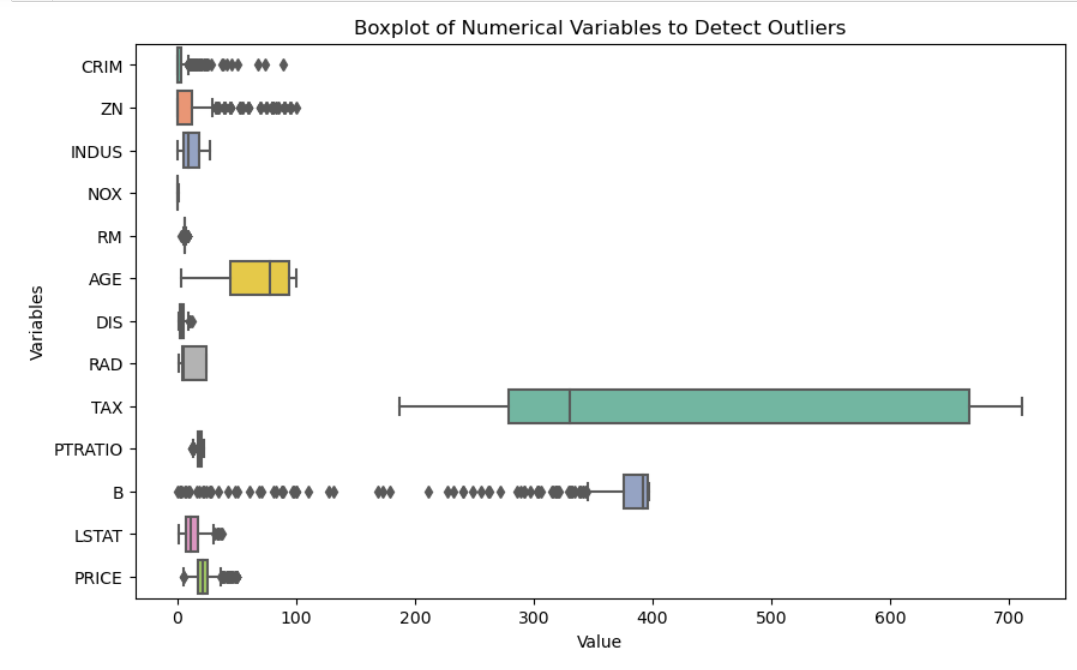 Boxplot of Numerical Variables to Detect Outliers
CRIM
ZN
INDUS
NOX
RM
AGE
DIS
RAD
TAX
PTRATIO
B
LSTAT
PRICE
Variables
0 100 200 300 400 500 600 700
Value